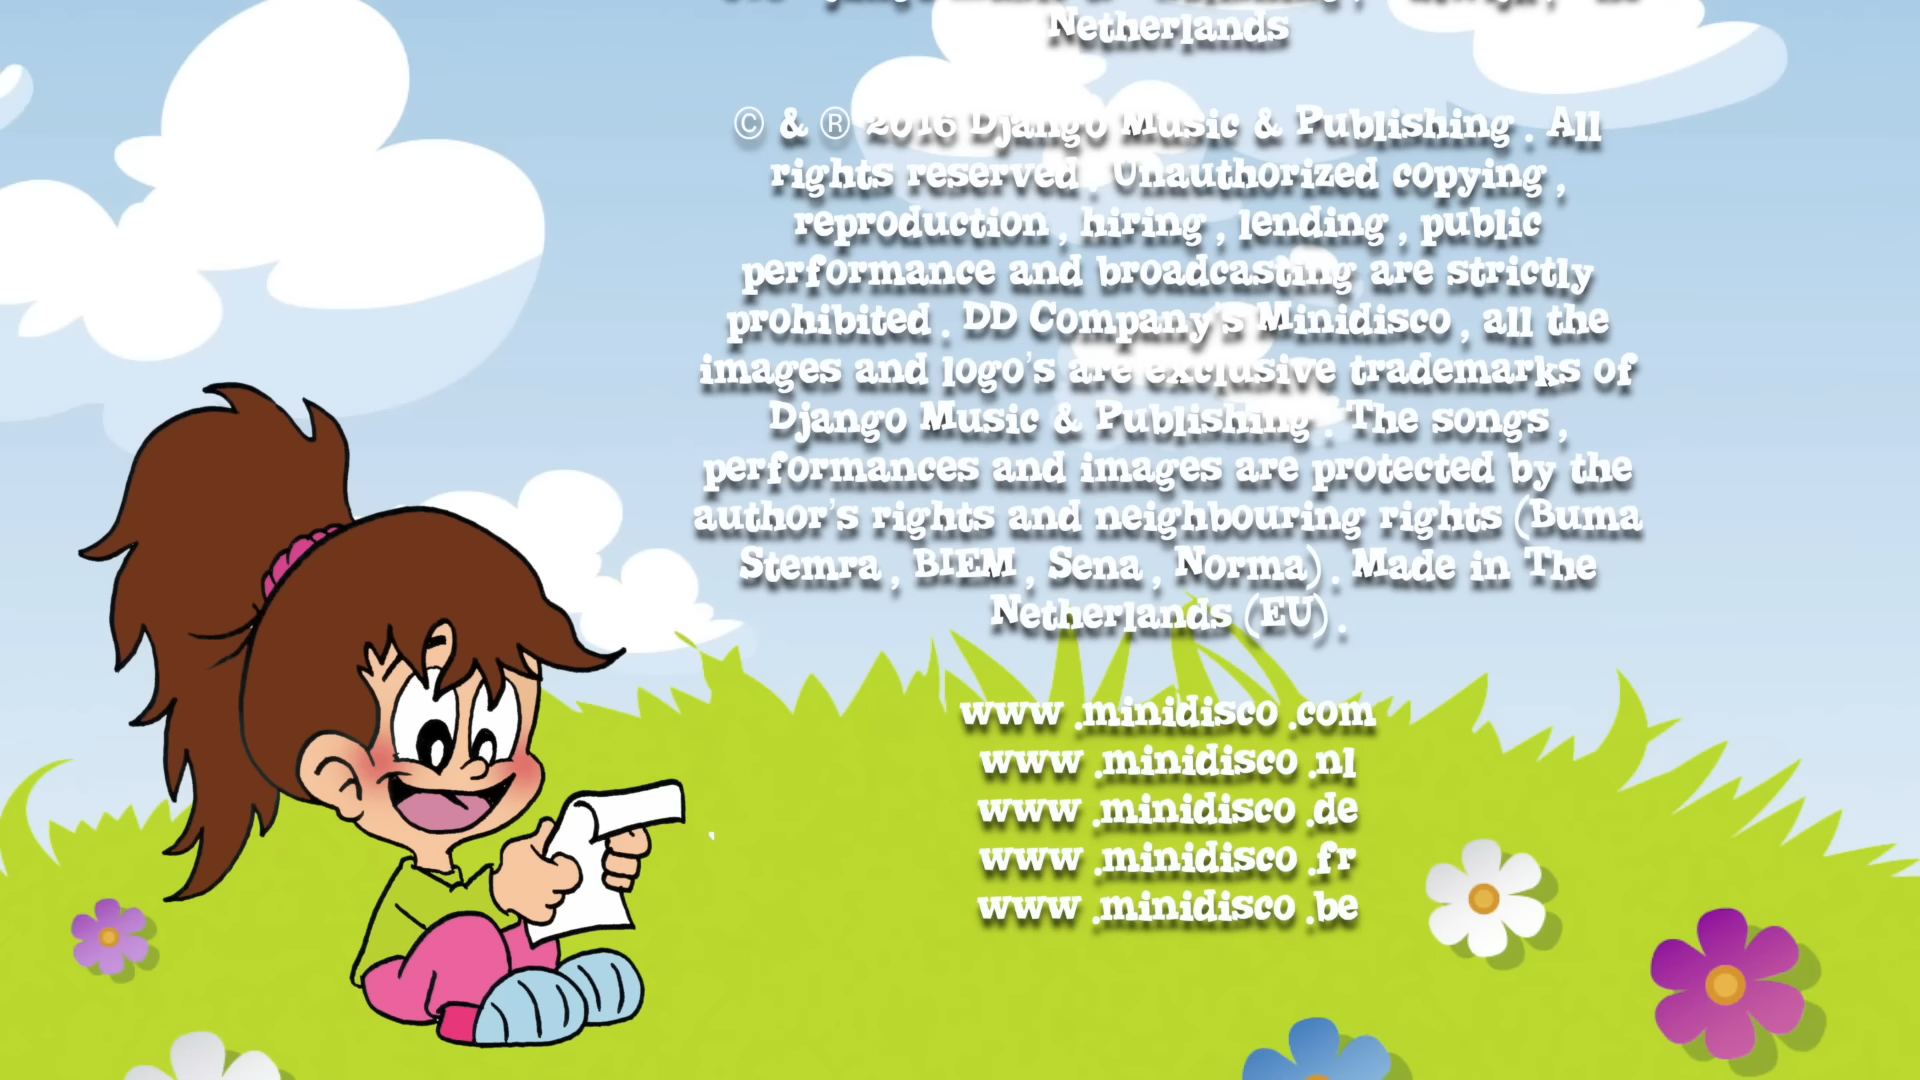 Netherlands
© & ® 2016 Django Music & Publishing. All
rights reserved. Unauthorized copying,
reproduction, hiring, lending, public
performance and broadcasting are strictly
prohibited. DD Company's Minidisco, all the
images and logo's are exclusive trademarks of
Django Music & Publishing. The songs,
performances and images are protected by the
author's rights and neighbouring rights (Buma
Stemra, BIEM, Sena, Norma). Made in The
Netherlands (EU).
www.minidisco.com
www.minidisco.nl
www.minidisco.de
www.minidisco.fr
www.minidisco.be